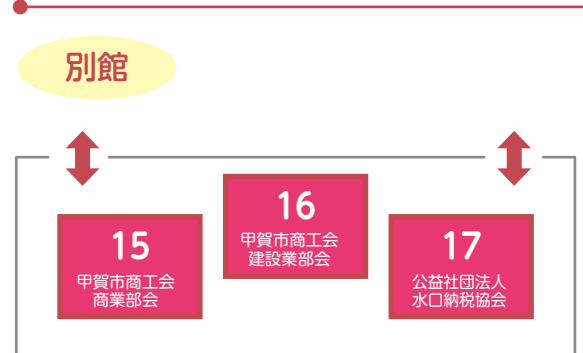 別館
15
甲賀市商工会
商業部会
16
甲賀市商工会
建設業部会
17
公益社団法人
水口納税協会